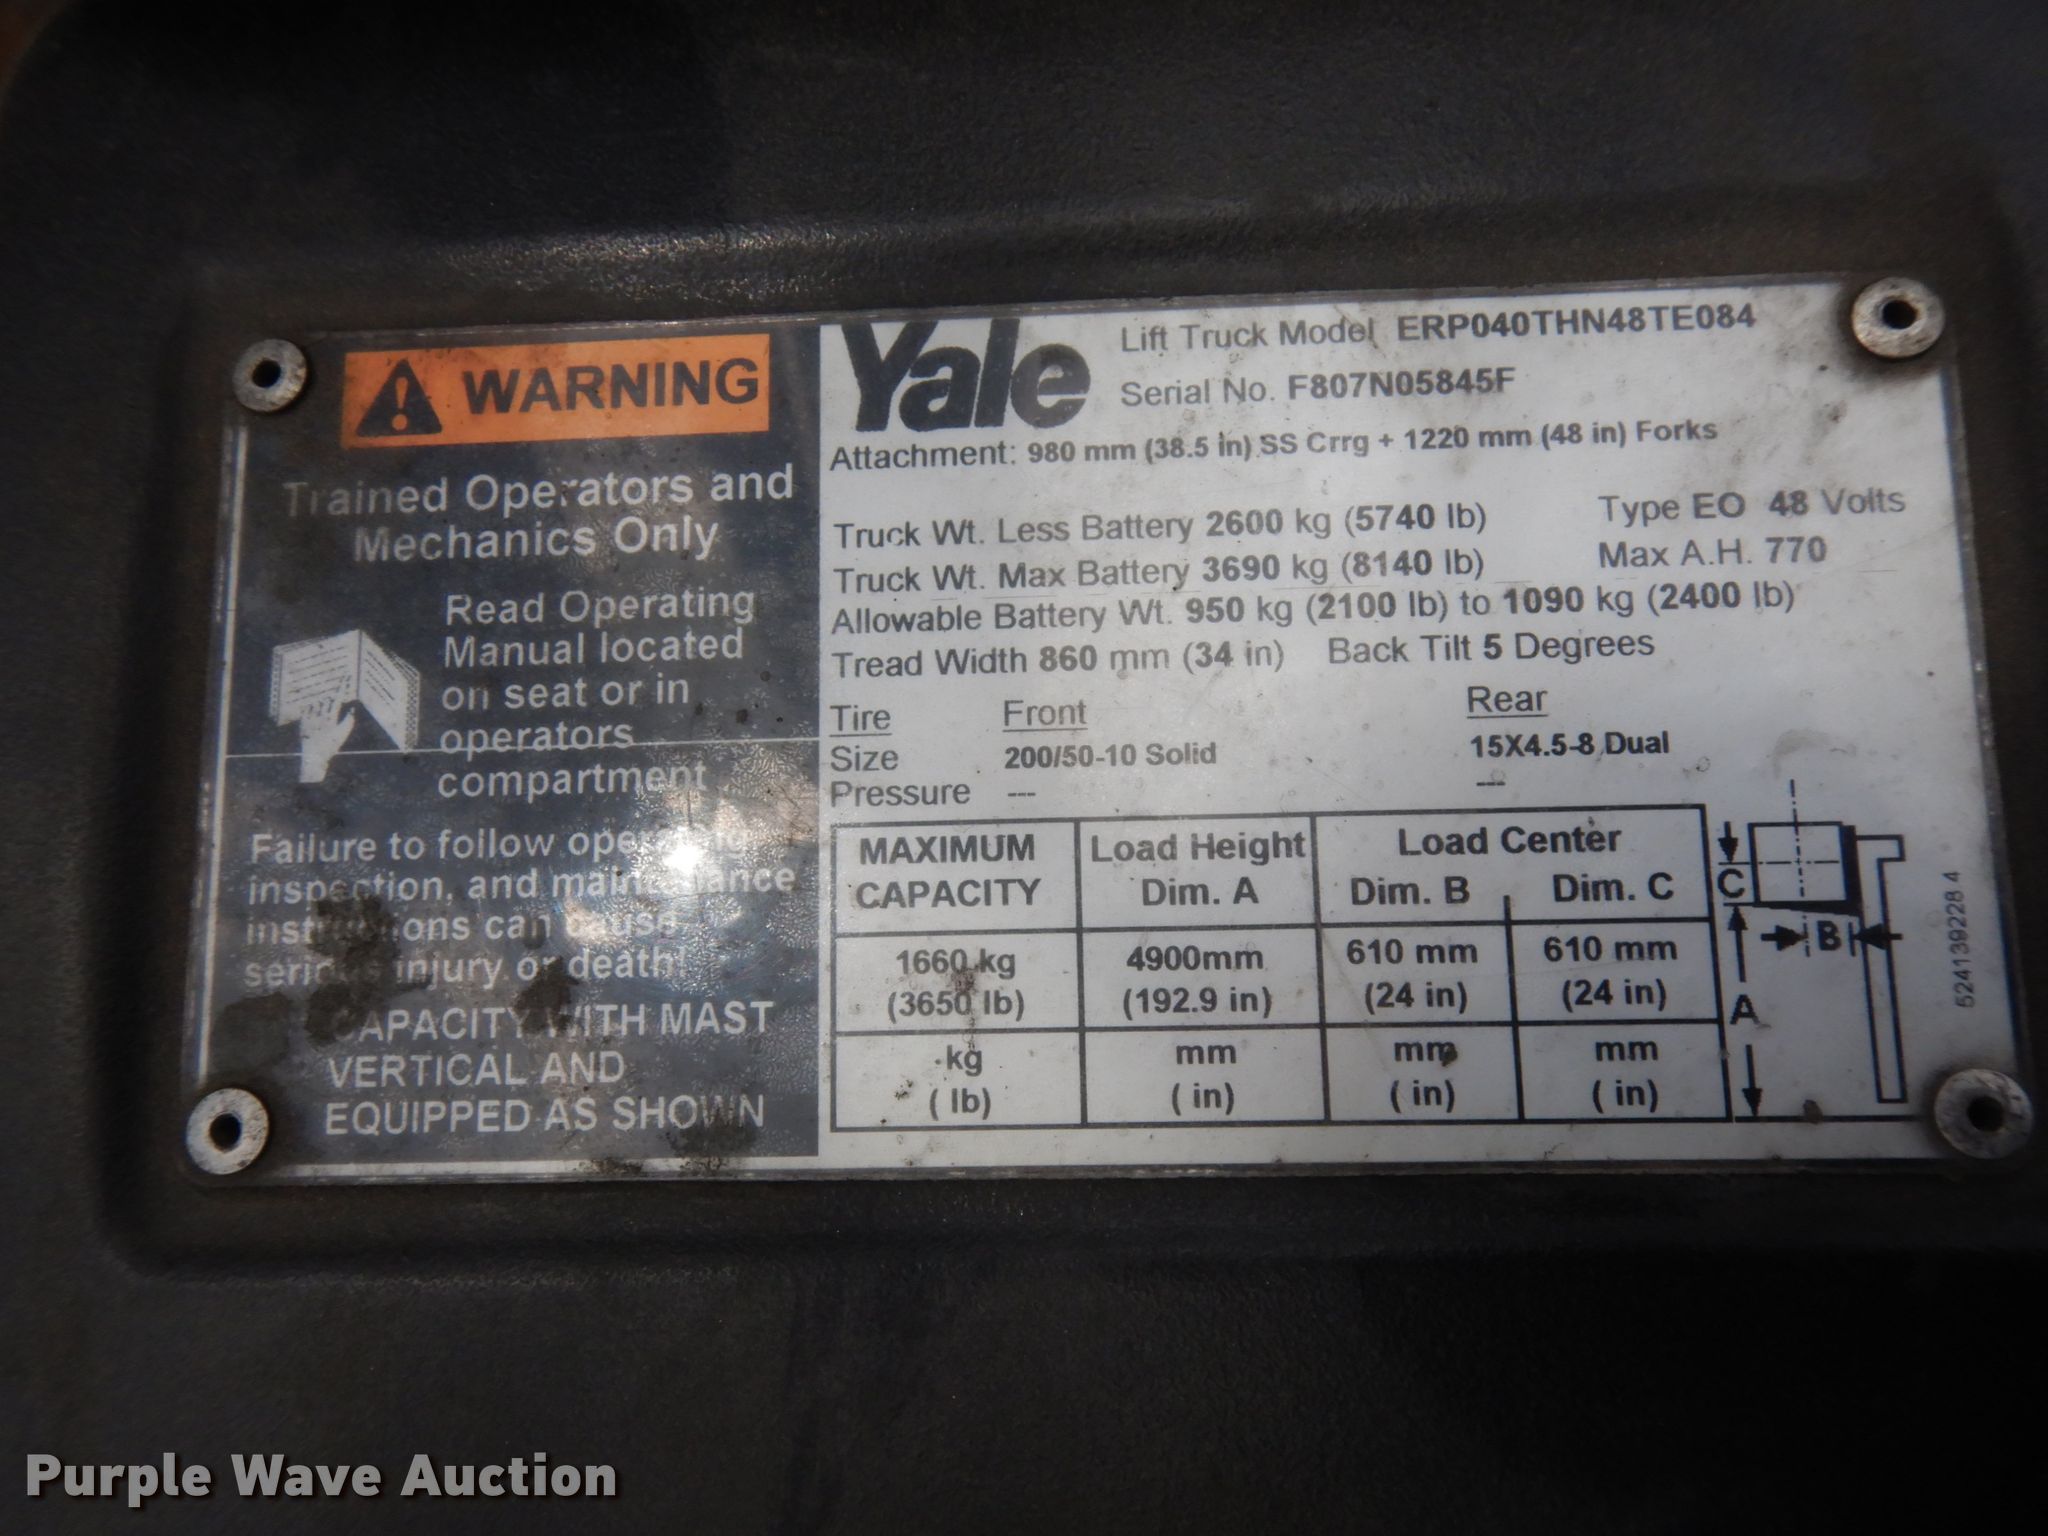 WARNING
Trained Operators and
Mechanics Only
Read Operating
Manual located
on seat or in
operators
compartment
Failure to follow operating
inspection, and maintenance
instructions can cause
serious injury or death!
CAPACITY WITH MAST
VERTICAL AND
EQUIPPED AS SHOWN
Yale
Lift Truck Model ERP040THN48TE084
Serial No. F807N05845F
Attachment: 980 mm (38.5 in) SS Crrg + 1220 mm (48 in) Forks
Truck Wt. Less Battery 2600 kg (5740 lb) Type EO 48 Volts
Truck Wt. Max Battery 3690 kg (8140 lb) Max A.H. 770
Allowable Battery Wt. 950 kg (2100 lb) to 1090 kg (2400 lb)
Tread Width 860 mm (34 in) Back Tilt 5 Degrees
Tire Front Rear
Size 200/50-10 Solid 15X4.5-8 Dual
Pressure --- ---
MAXIMUM Load Height Load Center
CAPACITY Dim. A Dim. B Dim. C
1660 kg 4900mm 610 mm 610 mm
(3650 lb) (192.9 in) (24 in) (24 in)
kg mm mm mm
( lb) ( in) ( in) ( in)
C
B
A
524139228 4
Purple Wave Auction